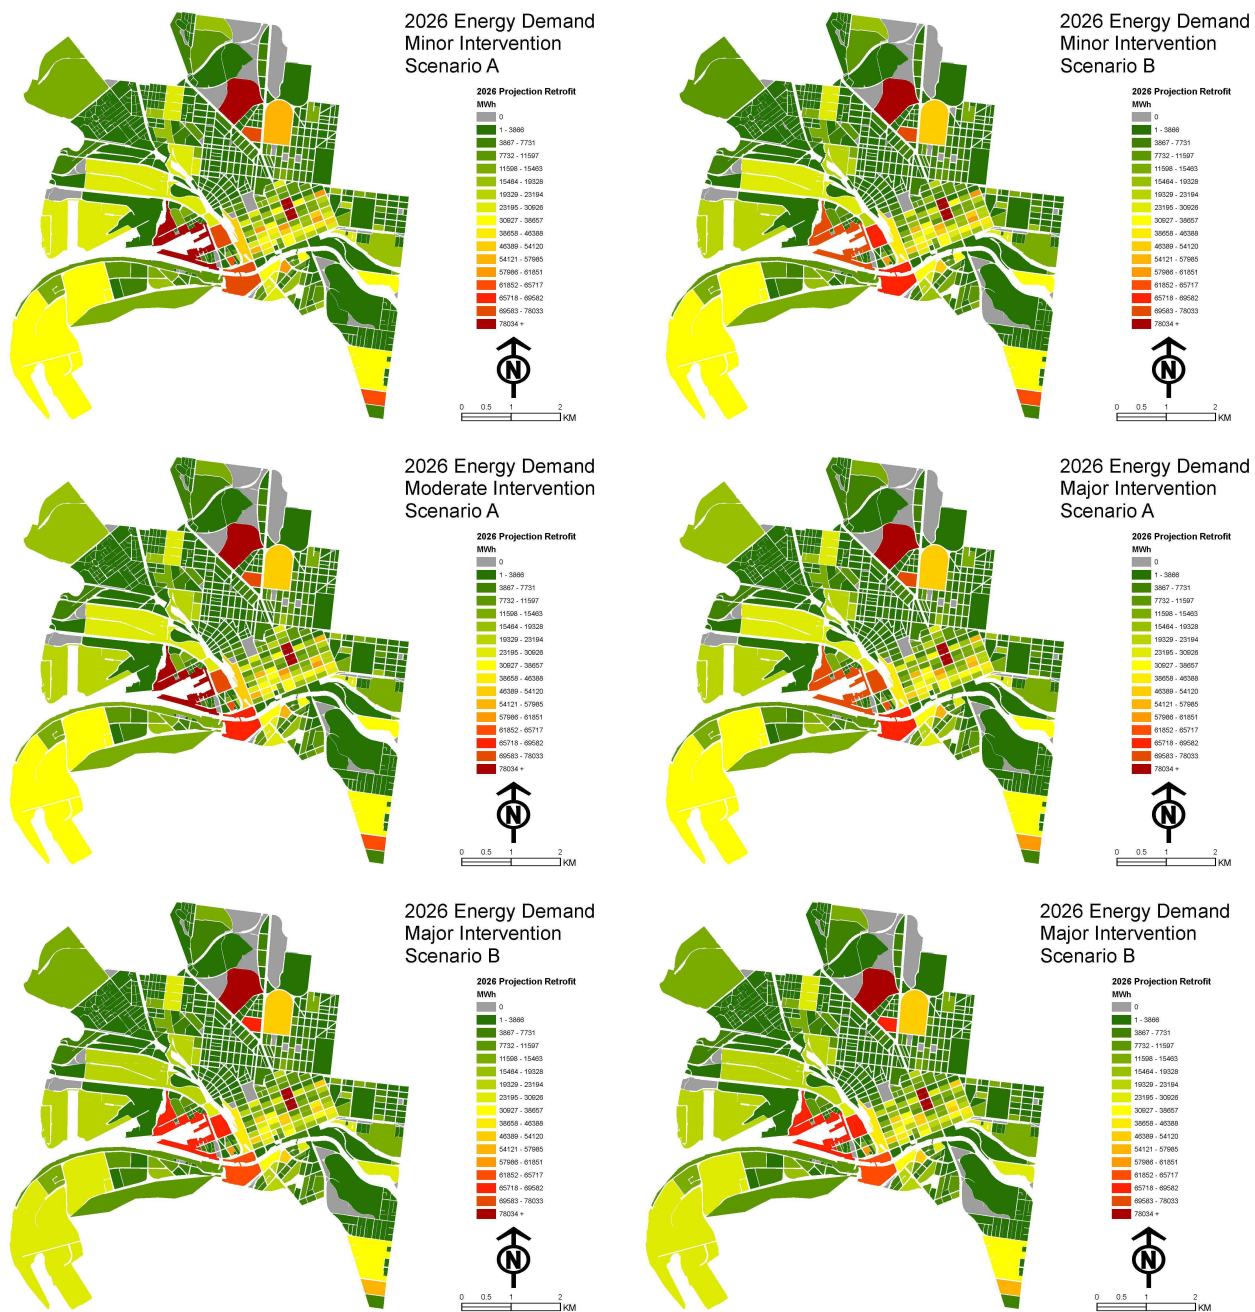 2026 Energy Demand
Minor Intervention
Scenario A
2026 Projection Retrofit
MWh
0
1 - 3866
3867 - 7731
7732 - 11597
11598 - 15463
15464 - 19328
19329 - 23194
23195 - 30926
30927 - 38657
38658 - 46388
46389 - 54120
54121 - 57985
57986 - 61851
61852 - 65717
65718 - 69582
69583 - 78033
78034 +
N
0 0.5 1 2
KM
2026 Energy Demand
Minor Intervention
Scenario B
2026 Projection Retrofit
MWh
0
1 - 3866
3867 - 7731
7732 - 11597
11598 - 15463
15464 - 19328
19329 - 23194
23195 - 30926
30927 - 38657
38658 - 46388
46389 - 54120
54121 - 57985
57986 - 61851
61852 - 65717
65718 - 69582
69583 - 78033
78034 +
N
0 0.5 1 2
KM
2026 Energy Demand
Moderate Intervention
Scenario A
2026 Projection Retrofit
MWh
0
1 - 3866
3867 - 7731
7732 - 11597
11598 - 15463
15464 - 19328
19329 - 23194
23195 - 30926
30927 - 38657
38658 - 46388
46389 - 54120
54121 - 57985
57986 - 61851
61852 - 65717
65718 - 69582
69583 - 78033
78034 +
N
0 0.5 1 2
KM
2026 Energy Demand
Major Intervention
Scenario A
2026 Projection Retrofit
MWh
0
1 - 3866
3867 - 7731
7732 - 11597
11598 - 15463
15464 - 19328
19329 - 23194
23195 - 30926
30927 - 38657
38658 - 46388
46389 - 54120
54121 - 57985
57986 - 61851
61852 - 65717
65718 - 69582
69583 - 78033
78034 +
N
0 0.5 1 2
KM
2026 Energy Demand
Major Intervention
Scenario B
2026 Projection Retrofit
MWh
0
1 - 3866
3867 - 7731
7732 - 11597
11598 - 15463
15464 - 19328
19329 - 23194
23195 - 30926
30927 - 38657
38658 - 46388
46389 - 54120
54121 - 57985
57986 - 61851
61852 - 65717
65718 - 69582
69583 - 78033
78034 +
N
0 0.5 1 2
KM
2026 Energy Demand
Major Intervention
Scenario B
2026 Projection Retrofit
MWh
0
1 - 3866
3867 - 7731
7732 - 11597
11598 - 15463
15464 - 19328
19329 - 23194
23195 - 30926
30927 - 38657
38658 - 46388
46389 - 54120
54121 - 57985
57986 - 61851
61852 - 65717
65718 - 69582
69583 - 78033
78034 +
N
0 0.5 1 2
KM